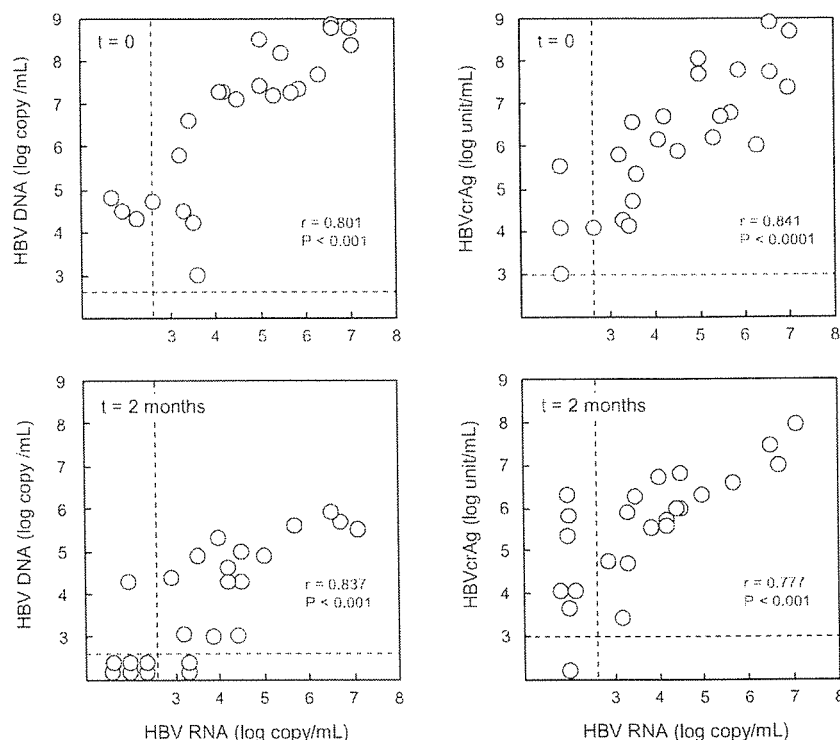 9
8
7
6
5
4
3
HBV DNA (log copy /mL)
t = 0
r = 0.801
P < 0.001
3 4 5 6 7 8
9
8
7
6
5
4
3
HBVcrAg (log unit/mL)
t = 0
r = 0.841
P < 0.0001
3 4 5 6 7 8
9
8
7
6
5
4
3
HBV DNA (log copy /mL)
t = 2 months
r = 0.837
P < 0.001
3 4 5 6 7 8
HBV RNA (log copy/mL)
9
8
7
6
5
4
3
HBVcrAg (log unit/mL)
t = 2 months
r = 0.777
P < 0.001
3 4 5 6 7 8
HBV RNA (log copy/mL)